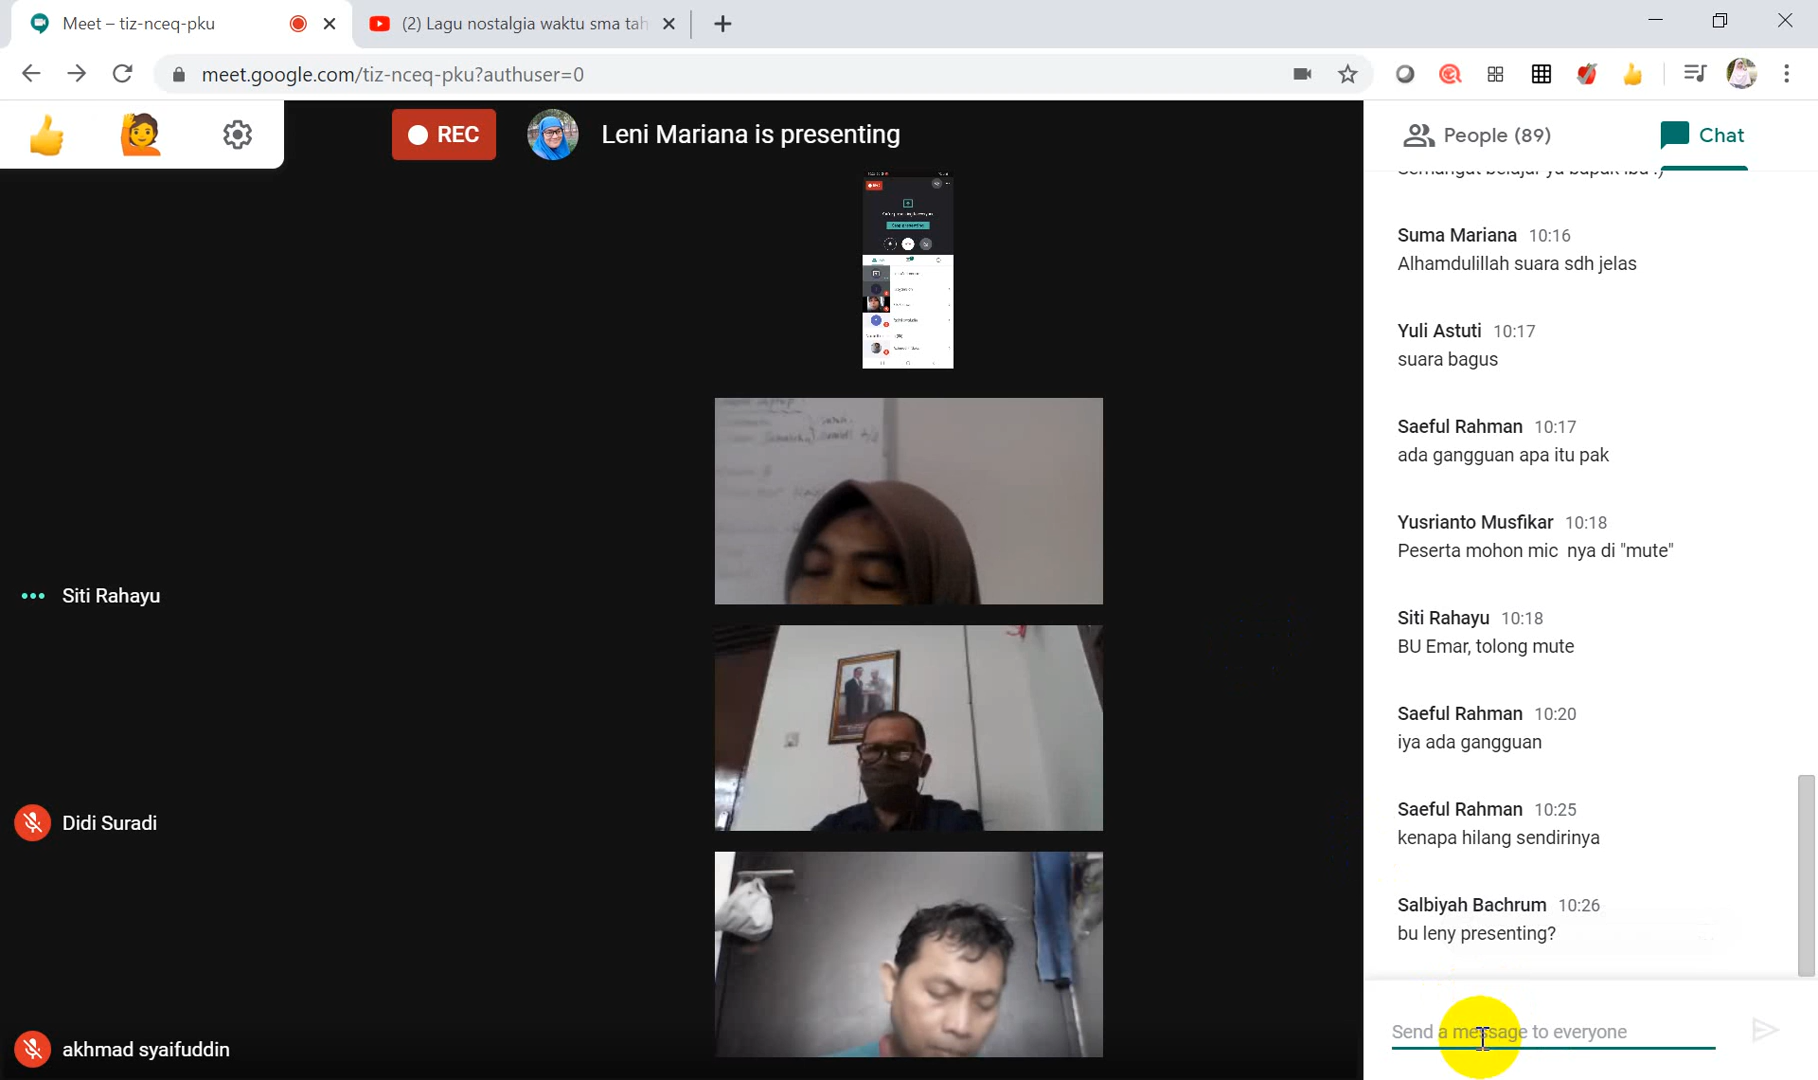 Meet – tiz-nceq-pku
(2) Lagu nostalgia waktu sma tah
meet.google.com/tiz-nceq-pku?authuser=0
REC
Leni Mariana is presenting
People (89)
Chat
Semangat belajar ya bapak ibu :)
Suma Mariana 10:16
Alhamdulillah suara sdh jelas
Yuli Astuti 10:17
suara bagus
Saeful Rahman 10:17
ada gangguan apa itu pak
Yusrianto Musfikar 10:18
Peserta mohon mic nya di "mute"
Siti Rahayu 10:18
BU Emar, tolong mute
Saeful Rahman 10:20
iya ada gangguan
Saeful Rahman 10:25
kenapa hilang sendirinya
Salbiyah Bachrum 10:26
bu leny presenting?
Send a message to everyone
Siti Rahayu
Didi Suradi
akhmad syaifuddin